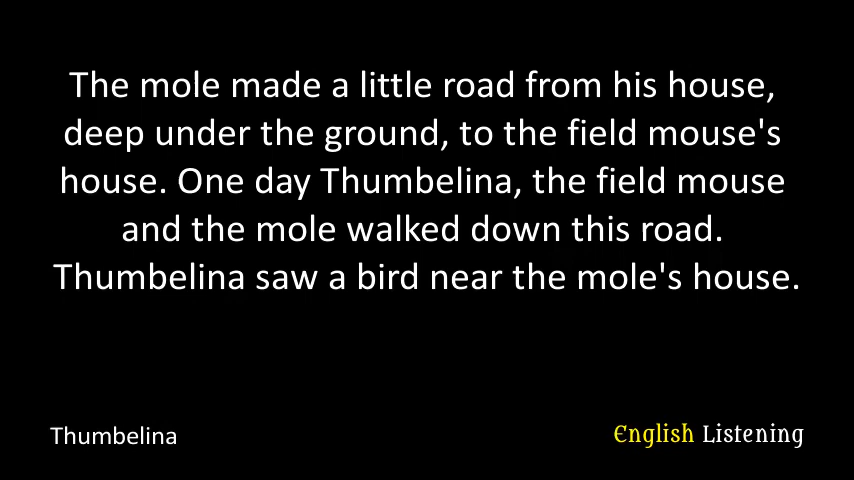 The mole made a little road from his house,
deep under the ground, to the field mouse's
house. One day Thumbelina, the field mouse
and the mole walked down this road.
Thumbelina saw a bird near the mole's house.
Thumbelina
English Listening